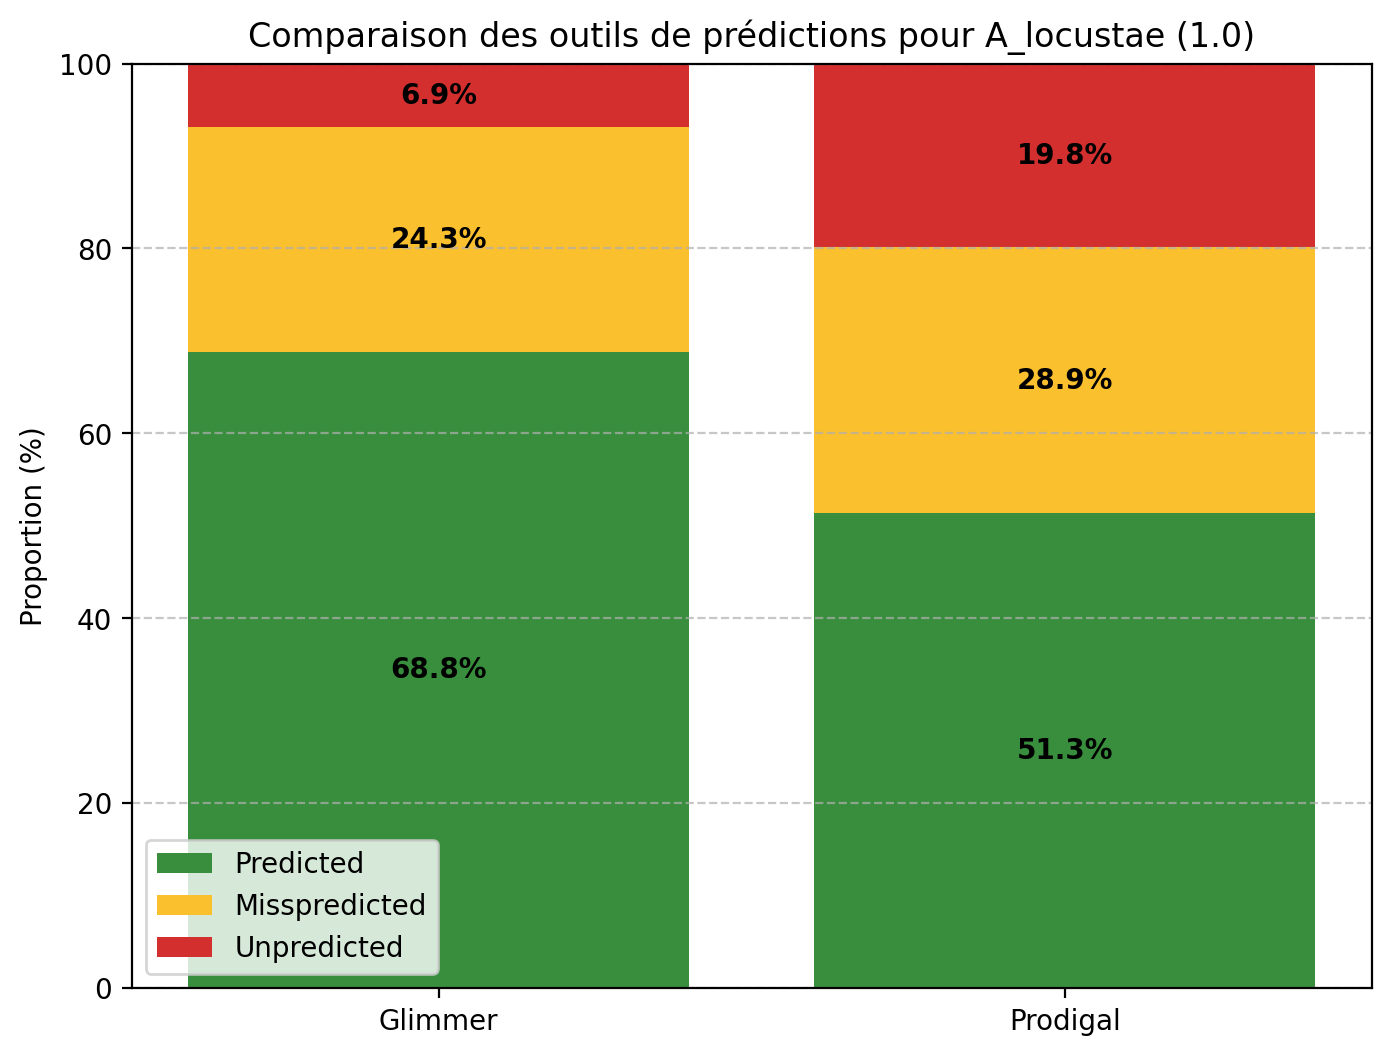 Comparaison des outils de prédictions pour A_locustae (1.0)
Proportion (%)
100
80
60
40
20
0
6.9%
24.3%
68.8%
19.8%
28.9%
51.3%
Predicted
Misspredicted
Unpredicted
Glimmer
Prodigal